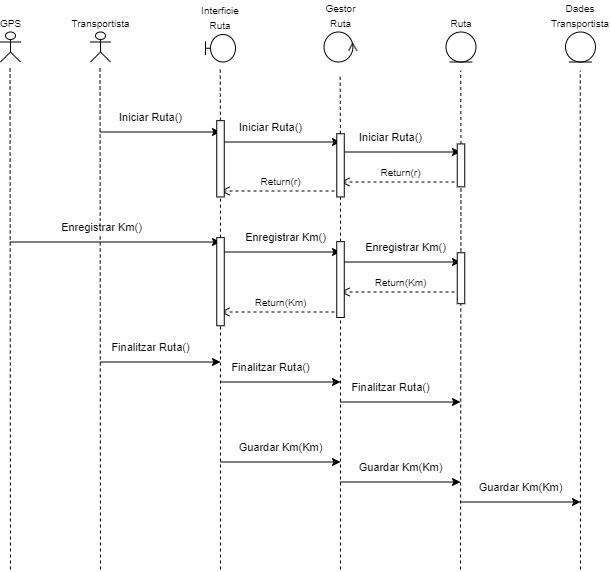 GPS
Transportista
Interficie
Ruta
Gestor
Ruta
Ruta
Dades
Transportista
Iniciar Ruta()
Iniciar Ruta()
Iniciar Ruta()
Return(r)
Return(r)
Enregistrar Km()
Enregistrar Km()
Enregistrar Km()
Return(Km)
Return(Km)
Finalitzar Ruta()
Finalitzar Ruta()
Finalitzar Ruta()
Guardar Km(Km)
Guardar Km(Km)
Guardar Km(Km)